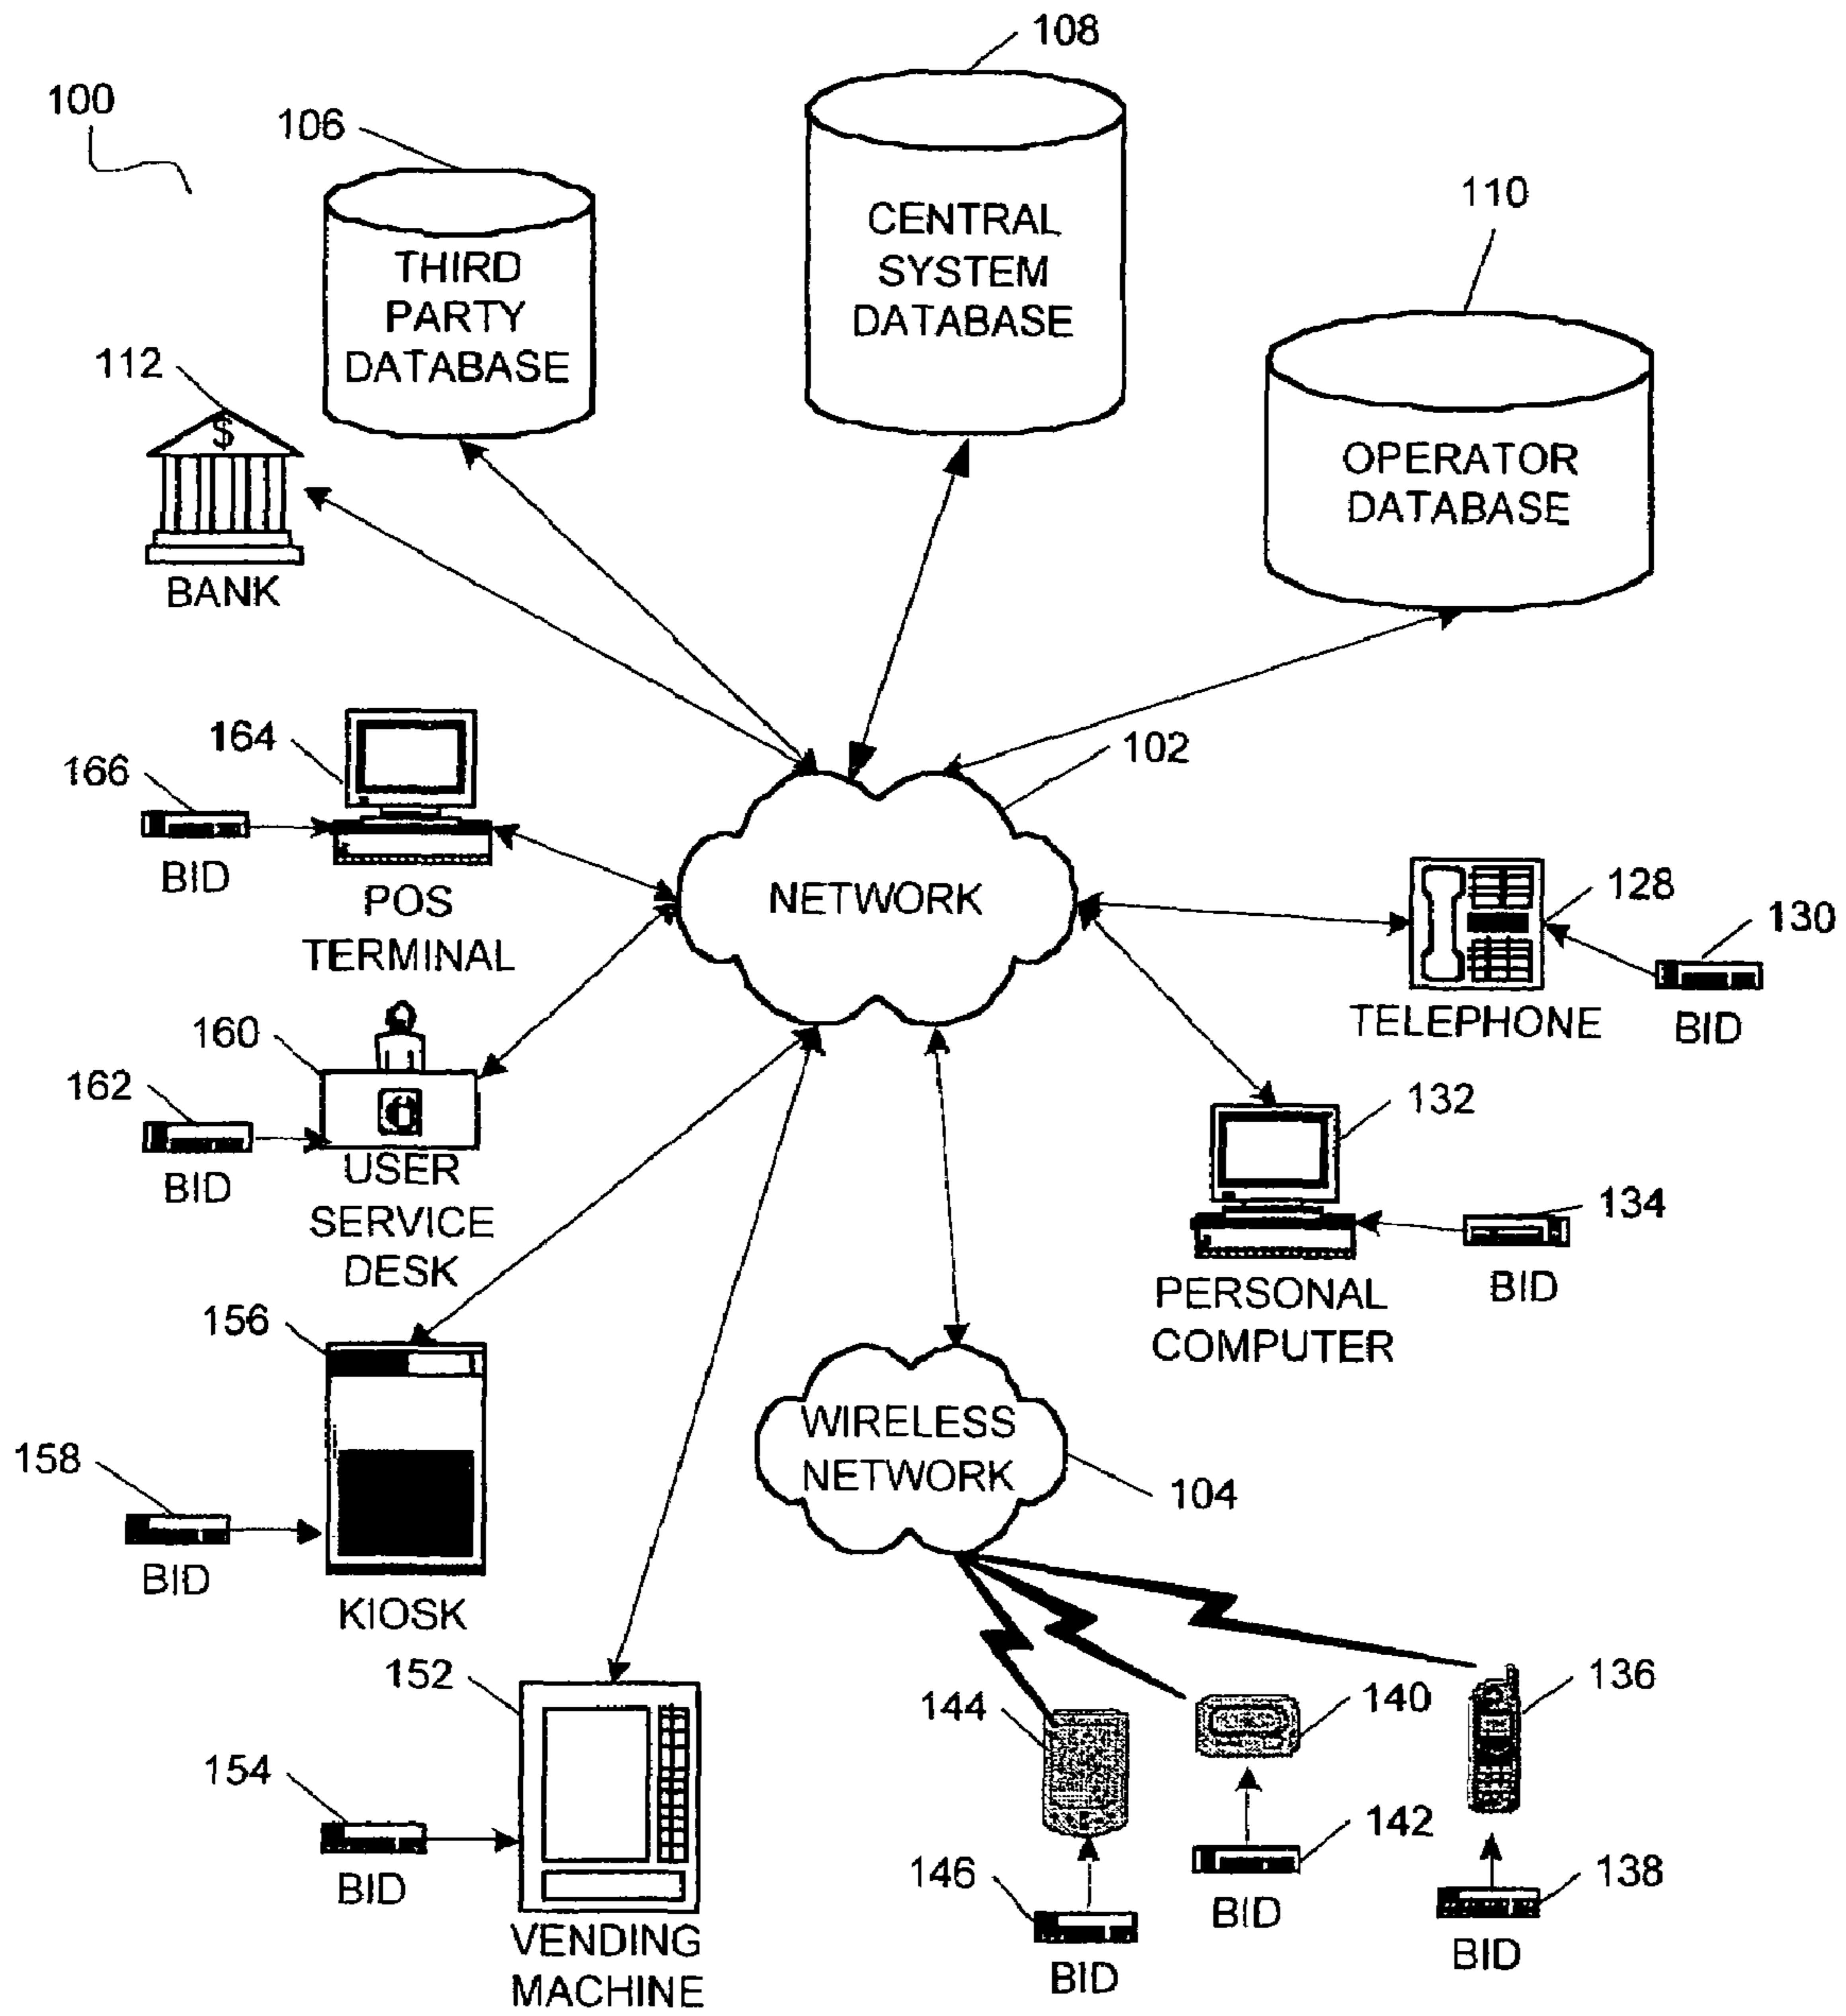 108
100
106
110
CENTRAL
SYSTEM
DATABASE
THIRD
PARTY
DATABASE
112
$
OPERATOR
DATABASE
BANK
164
102
166
BID
POS
TERMINAL
NETWORK
128
130
TELEPHONE
BID
160
162
BID
USER
SERVICE
DESK
132
134
BID
PERSONAL
COMPUTER
156
158
BID
KIOSK
WIRELESS
NETWORK
104
152
154
BID
VENDING
MACHINE
144
140
136
146
142
138
BID
BID
BID